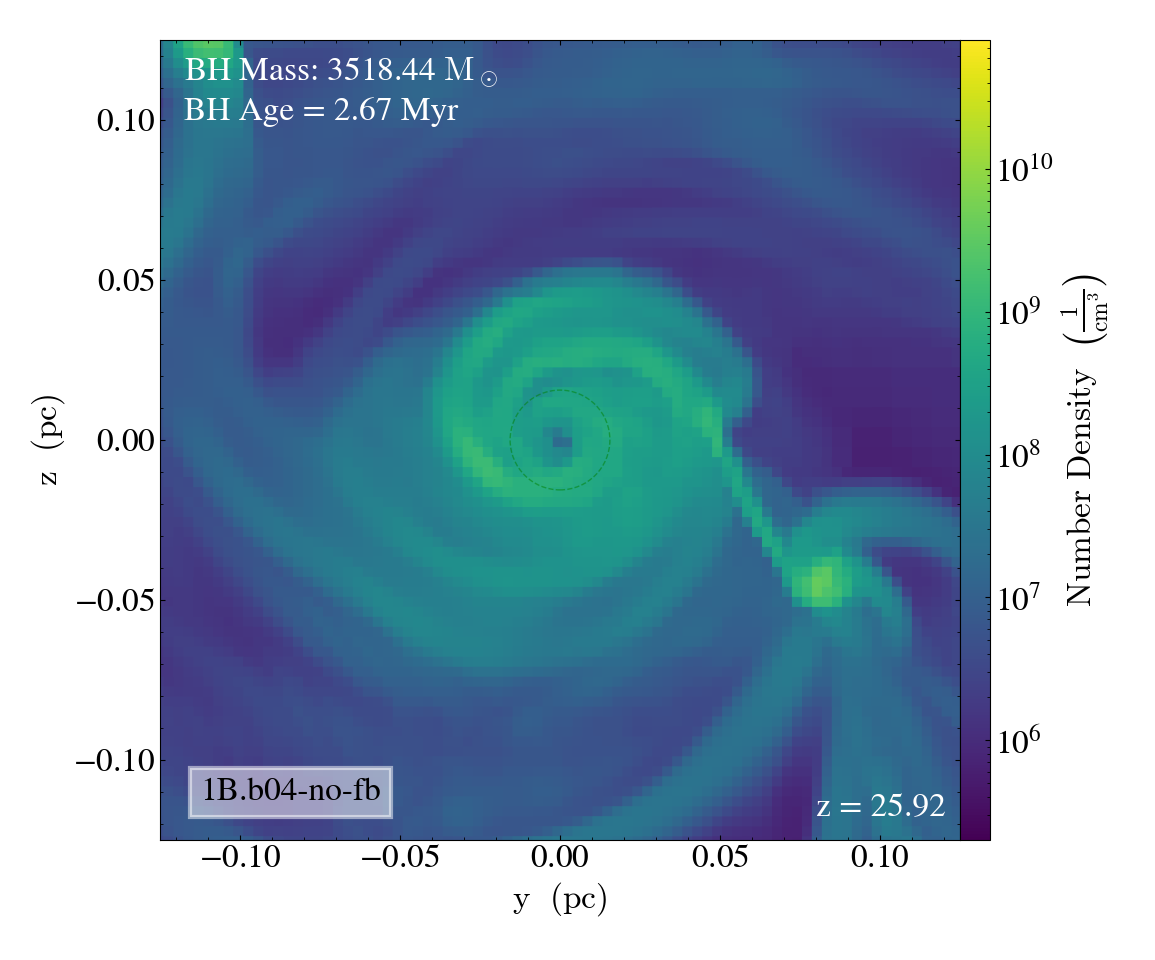 BH Mass: 3518.44 M☉
BH Age = 2.67 Myr
0.10
0.05
0.00
−0.05
−0.10
z (pc)
1B.b04-no-fb
z = 25.92
−0.10
−0.05
0.00
0.05
0.10
y (pc)
10¹⁰
10⁹
10⁸
10⁷
10⁶
Number Density (1/cm³)